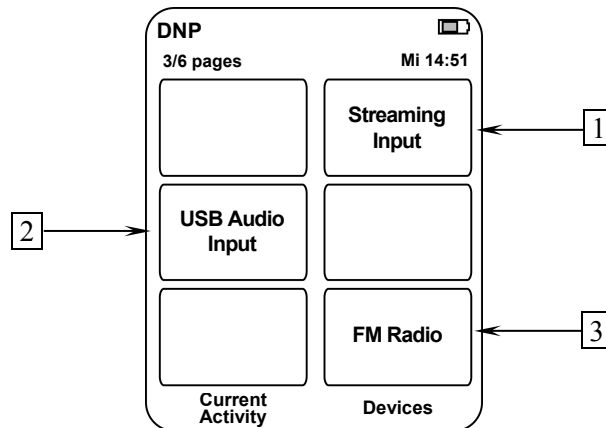 DNP
3/6 pages Mi 14:51
Streaming
Input
1
USB Audio
Input
2
FM Radio
3
Current
Activity
Devices